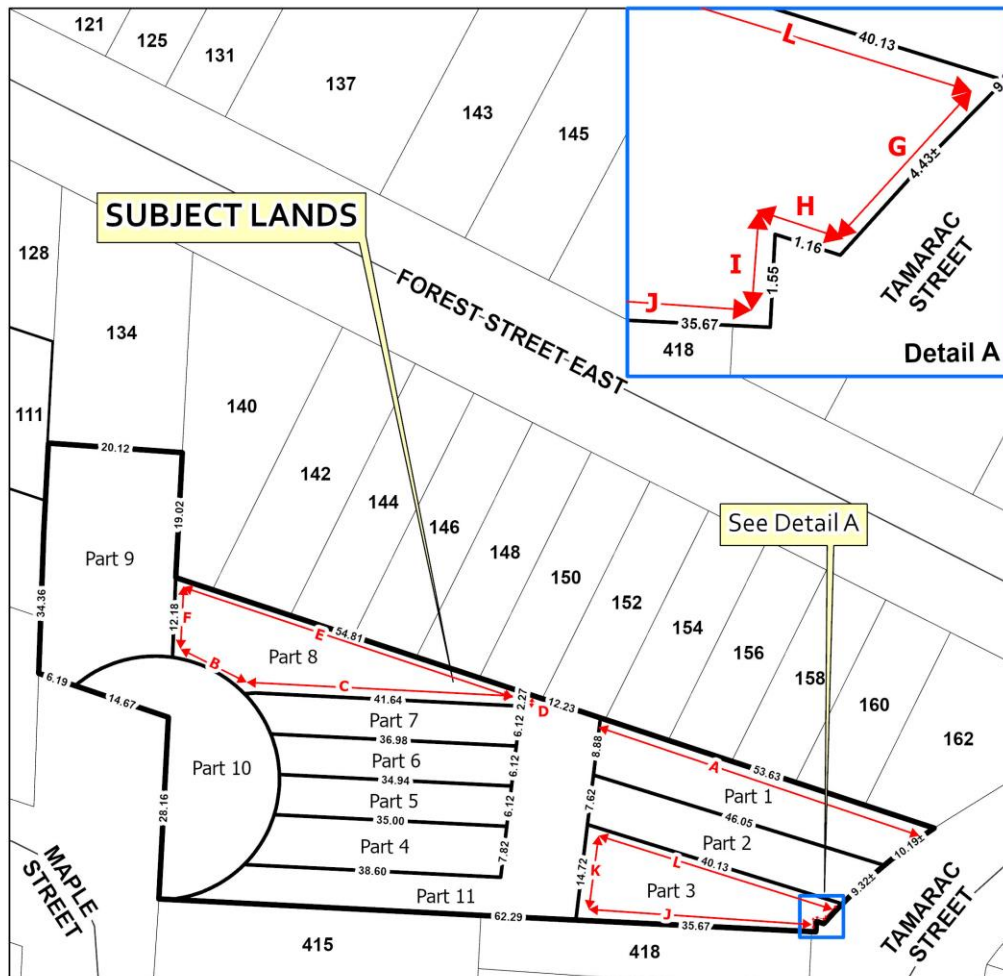 121
125
131
137
143
145
L
40.13
9.
G
4.43±
H
1.16
I
1.55
J
35.67
418
TAMARAC
STREET
Detail A
SUBJECT LANDS
128
134
111
FOREST STREET EAST
140
142
144
146
148
150
152
154
156
158
160
162
See Detail A
20.12
19.02
Part 9
34.36
12.18
F
E
54.81
B
C
Part 8
2.27
D
12.23
6.19
14.67
41.64
Part 7
6.12
36.98
Part 6
6.12
34.94
Part 5
6.12
35.00
Part 4
7.82
38.60
Part 10
28.16
Part 11
62.29
8.88
A
53.63
Part 1
7.62
46.05
10.19±
Part 2
9.32±
L
40.13
14.72
K
Part 3
J
35.67
MAPLE
STREET
415
418
TAMARAC
STREET